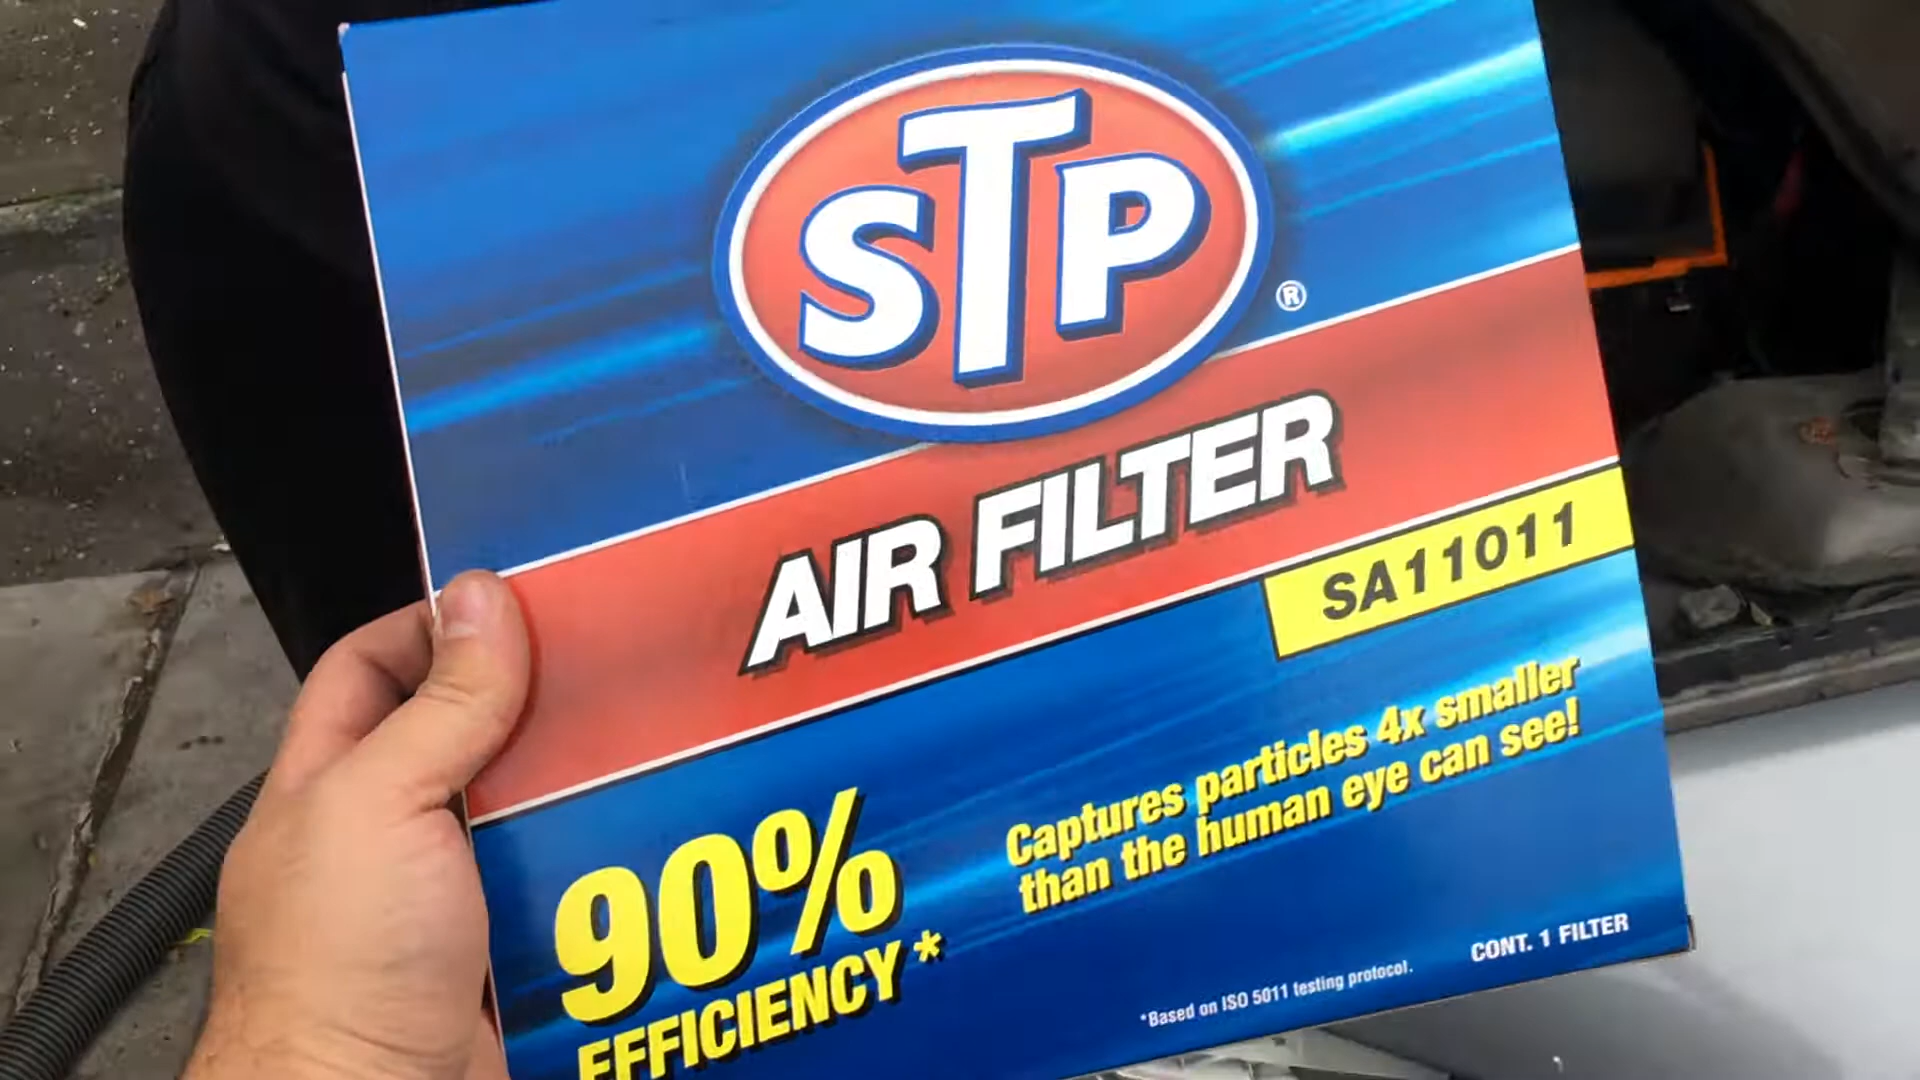 STP
®
AIR FILTER
SA11011
Captures particles 4x smaller
than the human eye can see!
90%
EFFICIENCY*
CONT. 1 FILTER
*Based on ISO 5011 testing protocol.